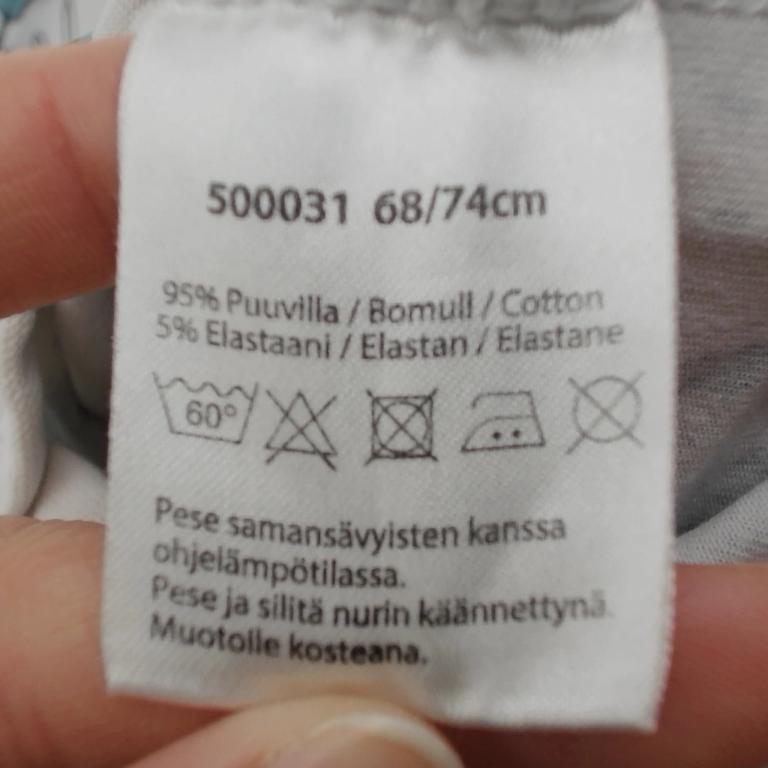 500031 68/74cm
95% Puuvilla / Bomull / Cotton
5% Elastaani / Elastan / Elastane
60°
Pese samansävyisten kanssa
ohjelämpötilassa.
Pese ja silitä nurin käännettynä.
Muotoile kosteana.